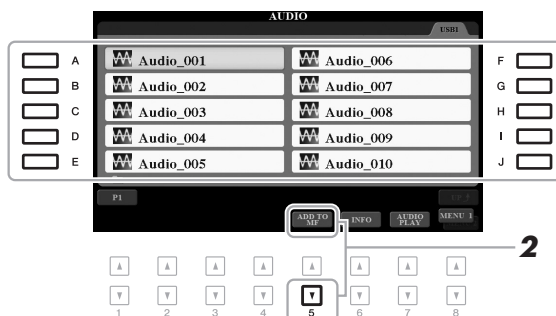 AUDIO
USB1
A Audio_001 Audio_006 F
B Audio_002 Audio_007 G
C Audio_003 Audio_008 H
D Audio_004 Audio_009 I
E Audio_005 Audio_010 J
P1
ADD TO MF INFO AUDIO PLAY MENU 1
2
1 2 3 4 5 6 7 8